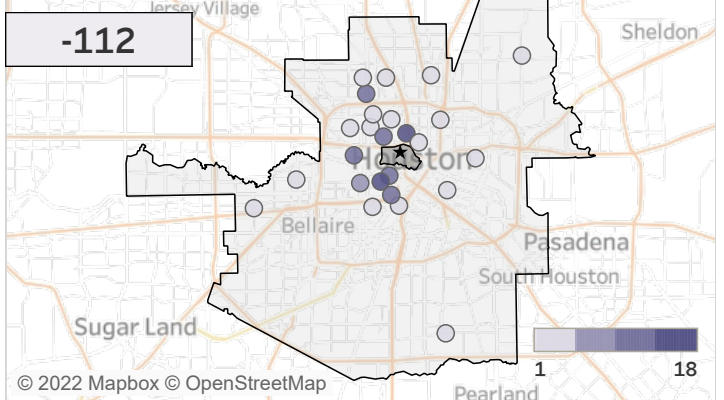 Jersey Village
-112
Sheldon
Houston
Bellaire
Pasadena
South Houston
Sugar Land
1
18
© 2022 Mapbox © OpenStreetMap
Pearland